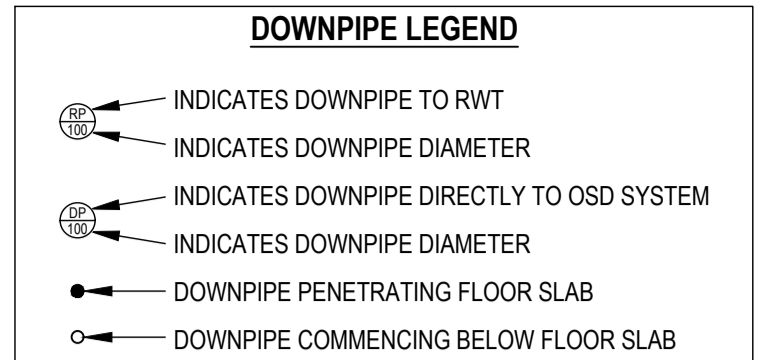 DOWNPIPE LEGEND
RP
100
INDICATES DOWNPIPE TO RWT
INDICATES DOWNPIPE DIAMETER
DP
100
INDICATES DOWNPIPE DIRECTLY TO OSD SYSTEM
INDICATES DOWNPIPE DIAMETER
DOWNPIPE PENETRATING FLOOR SLAB
DOWNPIPE COMMENCING BELOW FLOOR SLAB